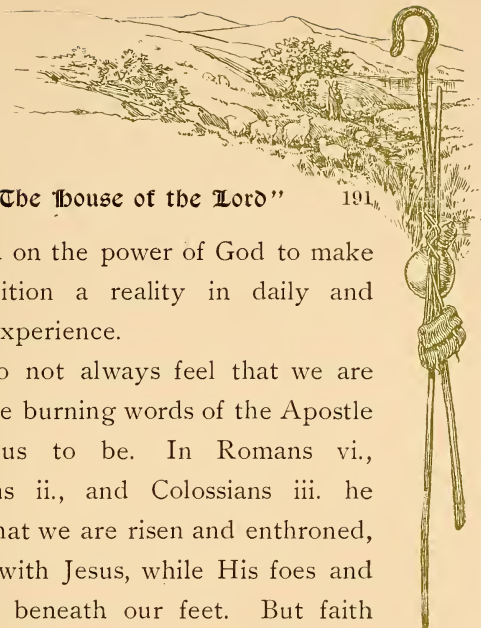 The House of the Lord" 191
on the power of God to make
ition a reality in daily and
xperience.
o not always feel that we are
e burning words of the Apostle
us to be. In Romans vi.,
ns ii., and Colossians iii. he
hat we are risen and enthroned,
with Jesus, while His foes and
beneath our feet. But faith